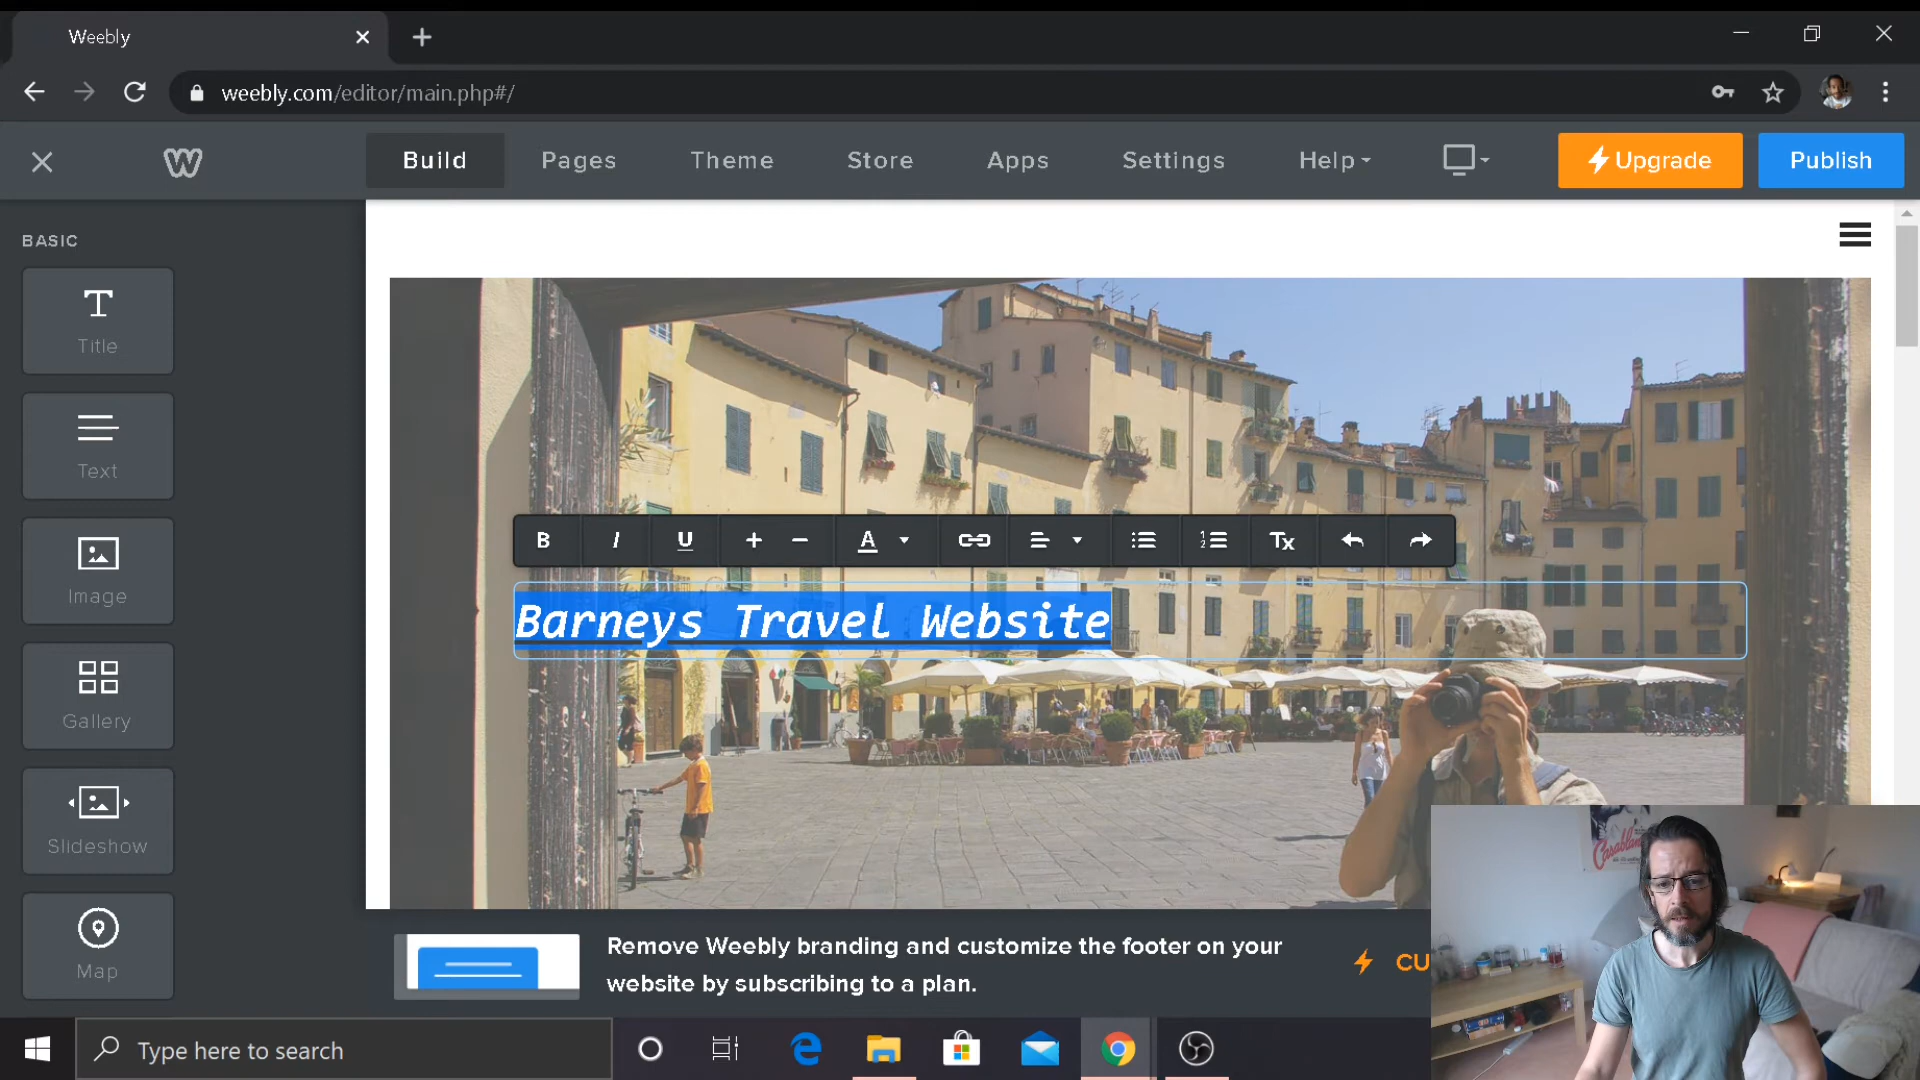 Weebly
weebly.com/editor/main.php#/
Build
Pages
Theme
Store
Apps
Settings
Help
Upgrade
Publish
BASIC
Title
Text
Image
Gallery
Slideshow
Map
B I U + − A Tx
Barneys Travel Website
Remove Weebly branding and customize the footer on your
website by subscribing to a plan.
CU
Casablan
Type here to search